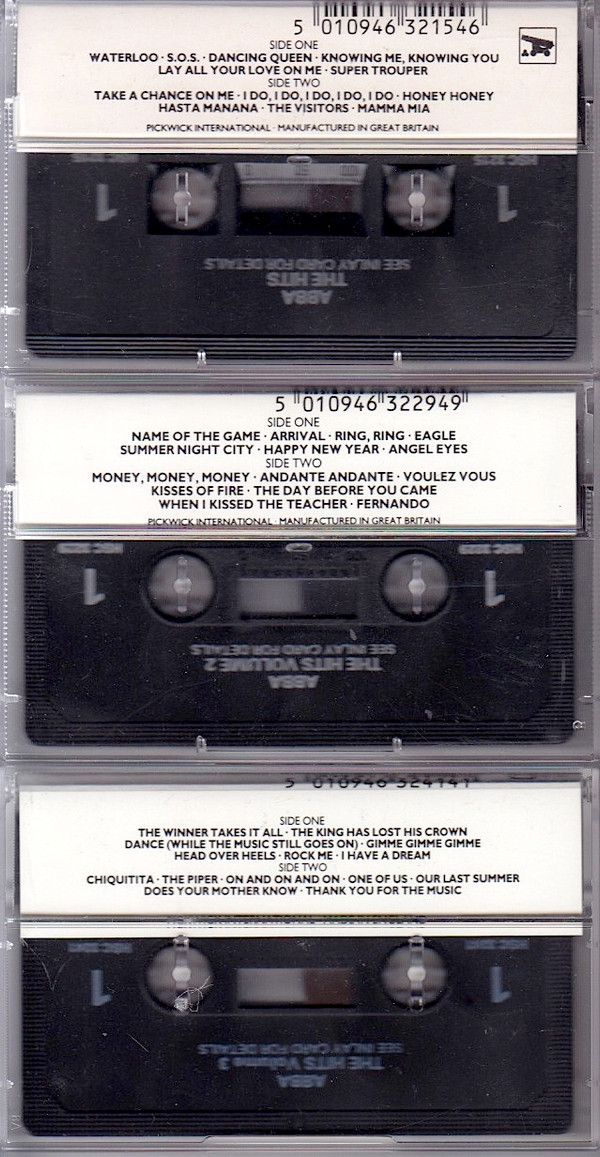 5 010946 321546
SIDE ONE
WATERLOO · S.O.S. · DANCING QUEEN · KNOWING ME, KNOWING YOU
LAY ALL YOUR LOVE ON ME · SUPER TROUPER
SIDE TWO
TAKE A CHANCE ON ME · I DO, I DO, I DO, I DO, I DO · HONEY HONEY
HASTA MANANA · THE VISITORS · MAMMA MIA
PICKWICK INTERNATIONAL · MANUFACTURED IN GREAT BRITAIN
1 1
SEE INLAY CARD FOR DETAILS
THE HITS
ABBA
5 010946 322949
SIDE ONE
NAME OF THE GAME · ARRIVAL · RING, RING · EAGLE
SUMMER NIGHT CITY · HAPPY NEW YEAR · ANGEL EYES
SIDE TWO
MONEY, MONEY, MONEY · ANDANTE ANDANTE · VOULEZ VOUS
KISSES OF FIRE · THE DAY BEFORE YOU CAME
WHEN I KISSED THE TEACHER · FERNANDO
PICKWICK INTERNATIONAL · MANUFACTURED IN GREAT BRITAIN
1 1
SEE INLAY CARD FOR DETAILS
THE HITS VOLUME 2
ABBA
5 010946 324141
SIDE ONE
THE WINNER TAKES IT ALL · THE KING HAS LOST HIS CROWN
DANCE (WHILE THE MUSIC STILL GOES ON) · GIMME GIMME GIMME
HEAD OVER HEELS · ROCK ME · I HAVE A DREAM
SIDE TWO
CHIQUITITA · THE PIPER · ON AND ON AND ON · ONE OF US · OUR LAST SUMMER
DOES YOUR MOTHER KNOW · THANK YOU FOR THE MUSIC
1 1
SEE INLAY CARD FOR DETAILS
THE HITS Volume 3
ABBA